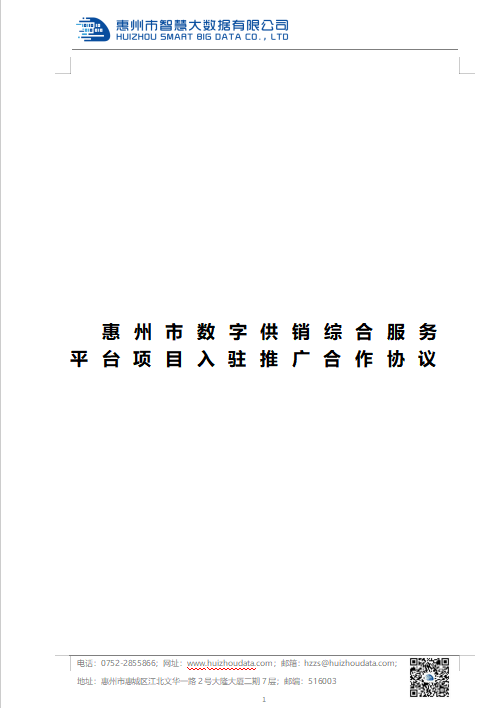 惠州市智慧大数据有限公司
HUIZHOU SMART BIG DATA CO.，LTD
惠州市数字供销综合服务
平台项目入驻推广合作协议
电话：0752-2855866；网址：www.huizhoudata.com；邮箱：hzzs@huizhoudata.com；
地址：惠州市惠城区江北文华一路2号大隆大厦二期7层；邮编：516003
1